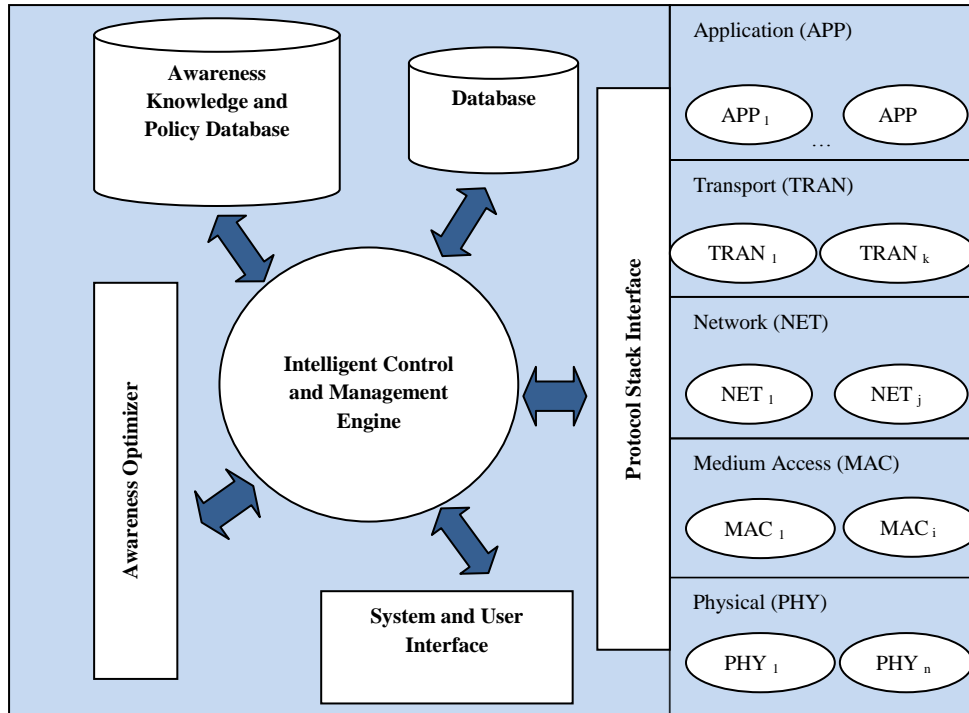 Awareness
Knowledge and
Policy Database
Database
Intelligent Control
and Management
Engine
Awareness Optimizer
System and User
Interface
Protocol Stack Interface
Application (APP)
APP 1
APP
...
Transport (TRAN)
TRAN 1
TRAN k
Network (NET)
NET 1
NET j
Medium Access (MAC)
MAC 1
MAC i
Physical (PHY)
PHY 1
PHY n